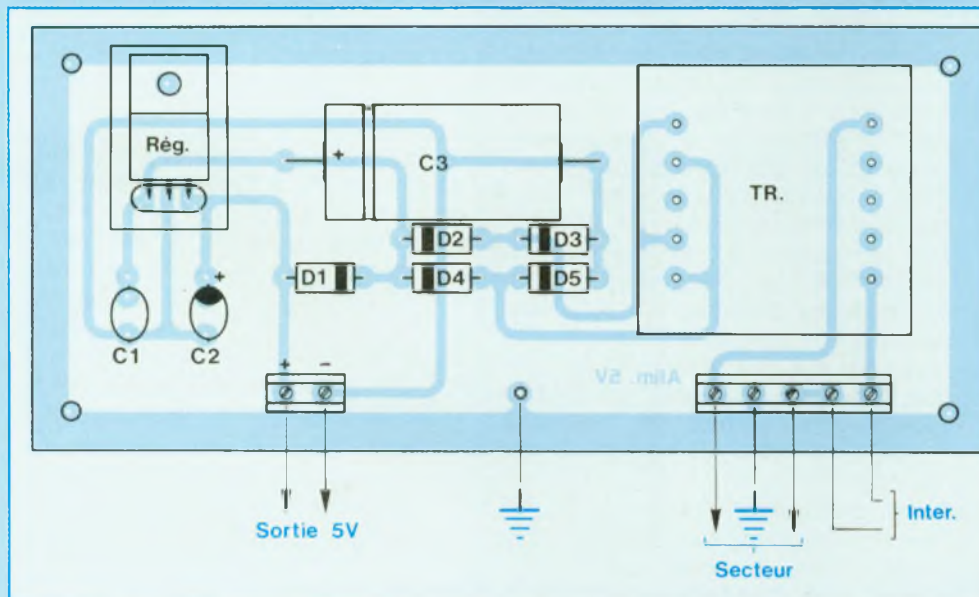 Rég.
+
C3
TR.
D2
D3
D1
D4
D5
+
C1
C2
+ −
Alim. 5V
Sortie 5V
Inter.
Secteur